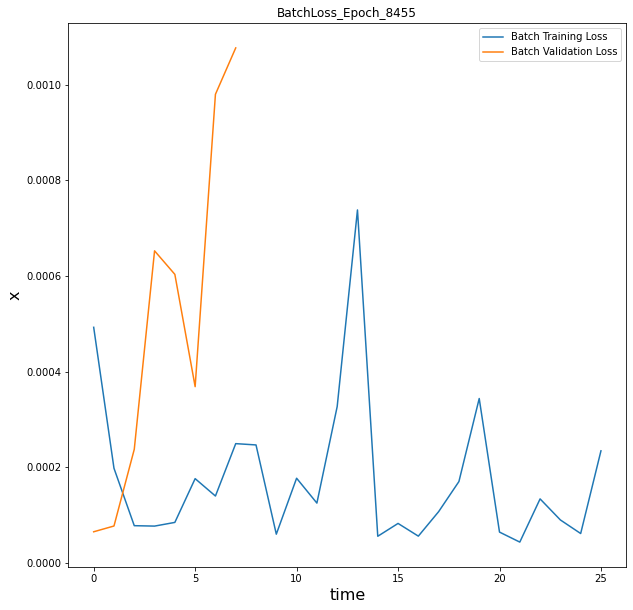 BatchLoss_Epoch_8455
Batch Training Loss
Batch Validation Loss
0.0010
0.0008
0.0006
0.0004
0.0002
0.0000
x
0 5 10 15 20 25
time